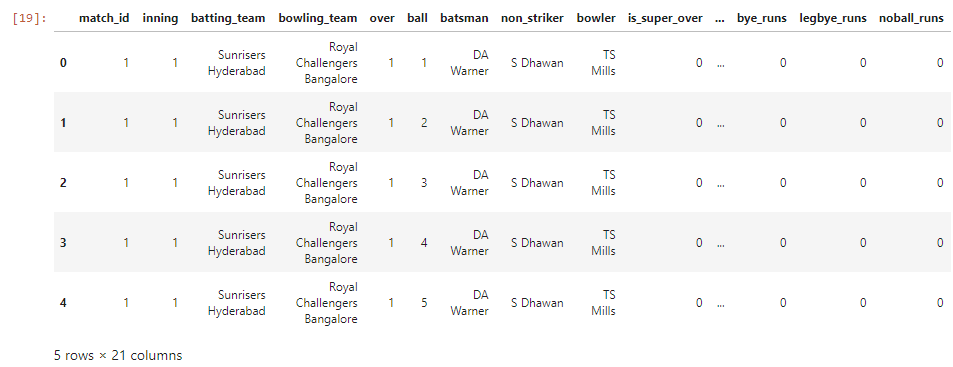 [19]:
match_id inning batting_team bowling_team over ball batsman non_striker bowler is_super_over ... bye_runs legbye_runs noball_runs
0 1 1 Sunrisers Hyderabad Royal Challengers Bangalore 1 1 DA Warner S Dhawan TS Mills 0 ... 0 0 0
1 1 1 Sunrisers Hyderabad Royal Challengers Bangalore 1 2 DA Warner S Dhawan TS Mills 0 ... 0 0 0
2 1 1 Sunrisers Hyderabad Royal Challengers Bangalore 1 3 DA Warner S Dhawan TS Mills 0 ... 0 0 0
3 1 1 Sunrisers Hyderabad Royal Challengers Bangalore 1 4 DA Warner S Dhawan TS Mills 0 ... 0 0 0
4 1 1 Sunrisers Hyderabad Royal Challengers Bangalore 1 5 DA Warner S Dhawan TS Mills 0 ... 0 0 0
5 rows × 21 columns